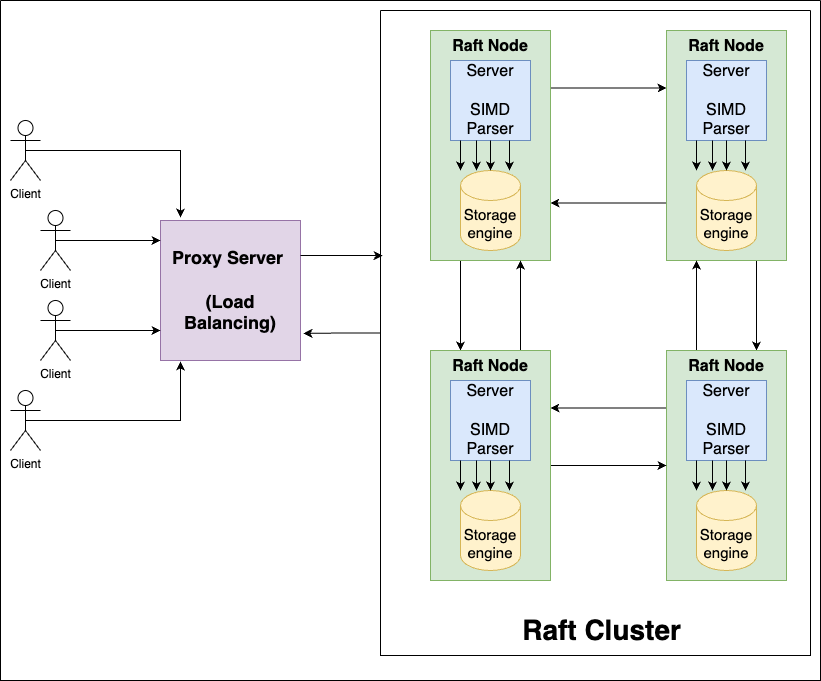 Raft Node
Server
SIMD
Parser
Storage
engine
Raft Node
Server
SIMD
Parser
Storage
engine
Client
Client
Client
Client
Proxy Server
(Load
Balancing)
Raft Node
Server
SIMD
Parser
Storage
engine
Raft Node
Server
SIMD
Parser
Storage
engine
Raft Cluster